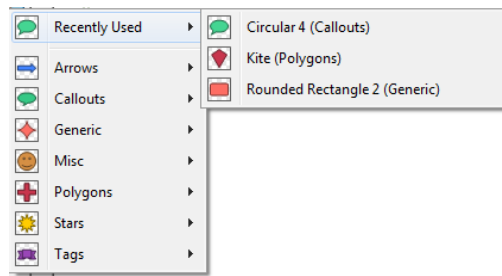 Recently Used
Arrows
Callouts
Generic
Misc
Polygons
Stars
Tags
Circular 4 (Callouts)
Kite (Polygons)
Rounded Rectangle 2 (Generic)